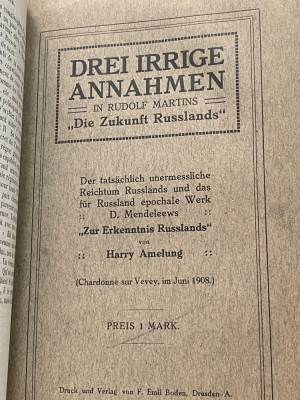 DREI IRRIGE
ANNAHMEN
IN RUDOLF MARTINS
„Die Zukunft Russlands“
Der tatsächlich unermessliche
Reichtum Russlands und das
für Russland epochale Werk
:: D. Mendeleews ::
„Zur Erkenntnis Russlands“
von
:: Harry Amelung ::
(Chardonne sur Vevey, im Juni 1908.)
PREIS 1 MARK.
Druck und Verlag von F. Emil Boden, Dresden-A.